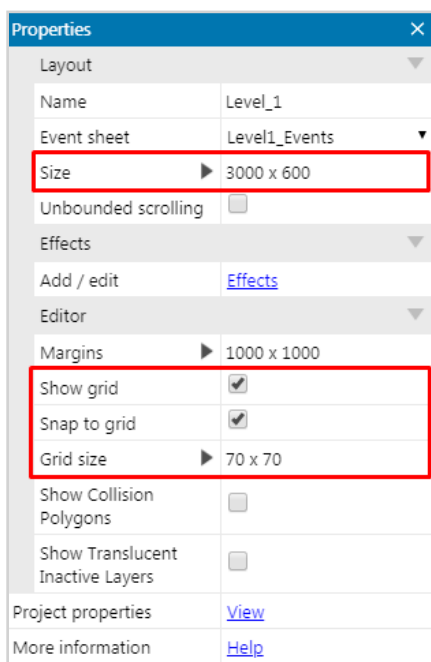 Properties
Layout
Name Level_1
Event sheet Level1_Events
Size 3000 x 600
Unbounded scrolling
Effects
Add / edit Effects
Editor
Margins 1000 x 1000
Show grid
Snap to grid
Grid size 70 x 70
Show Collision
Polygons
Show Translucent
Inactive Layers
Project properties View
More information Help